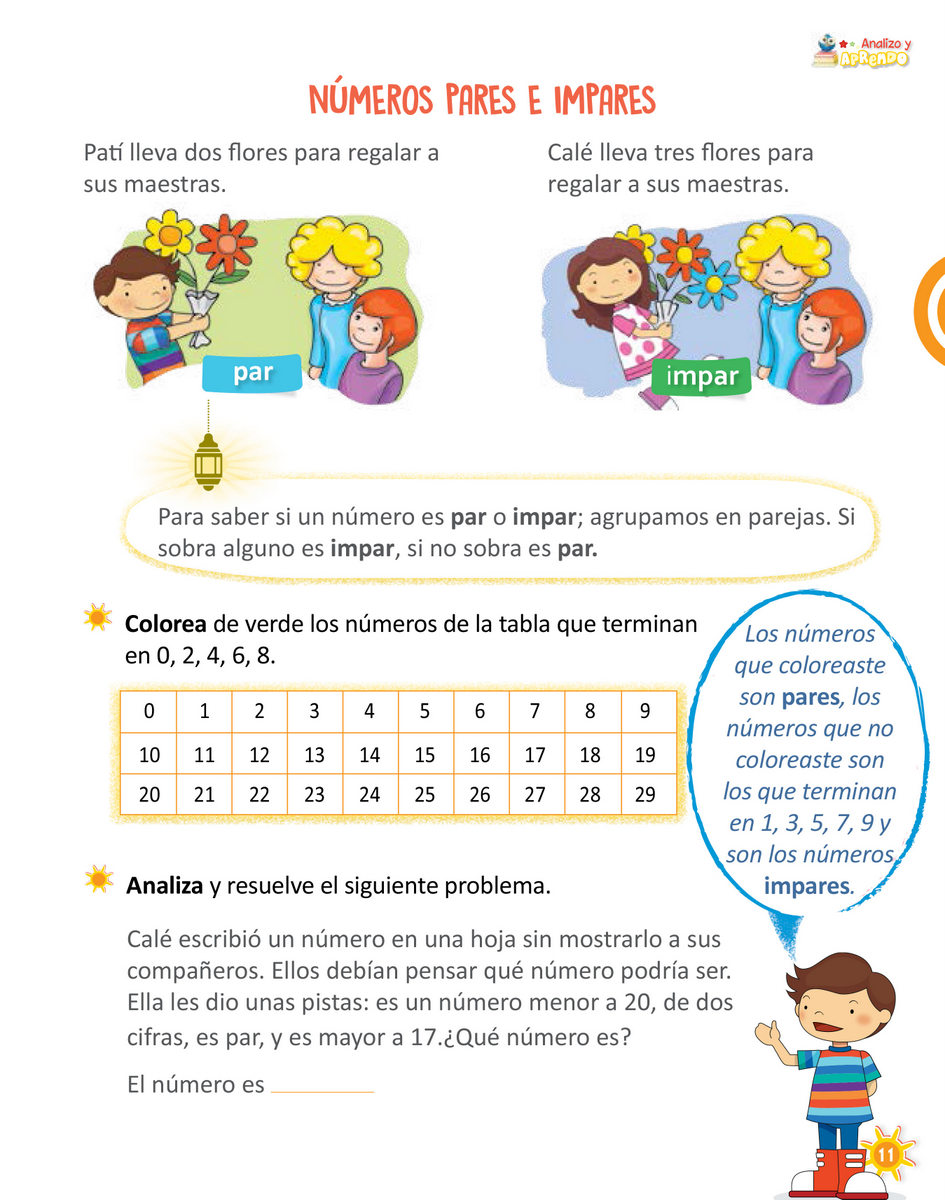 Analizo y
APRENDO
NÚMEROS PARES E IMPARES
Patí lleva dos flores para regalar a
sus maestras.
Calé lleva tres flores para
regalar a sus maestras.
par
impar
Para saber si un número es par o impar; agrupamos en parejas. Si
sobra alguno es impar, si no sobra es par.
Colorea de verde los números de la tabla que terminan
en 0, 2, 4, 6, 8.
0 1 2 3 4 5 6 7 8 9
10 11 12 13 14 15 16 17 18 19
20 21 22 23 24 25 26 27 28 29
Los números
que coloreaste
son pares, los
números que no
coloreaste son
los que terminan
en 1, 3, 5, 7, 9 y
son los números
impares.
Analiza y resuelve el siguiente problema.
Calé escribió un número en una hoja sin mostrarlo a sus
compañeros. Ellos debían pensar qué número podría ser.
Ella les dio unas pistas: es un número menor a 20, de dos
cifras, es par, y es mayor a 17.¿Qué número es?
El número es
11